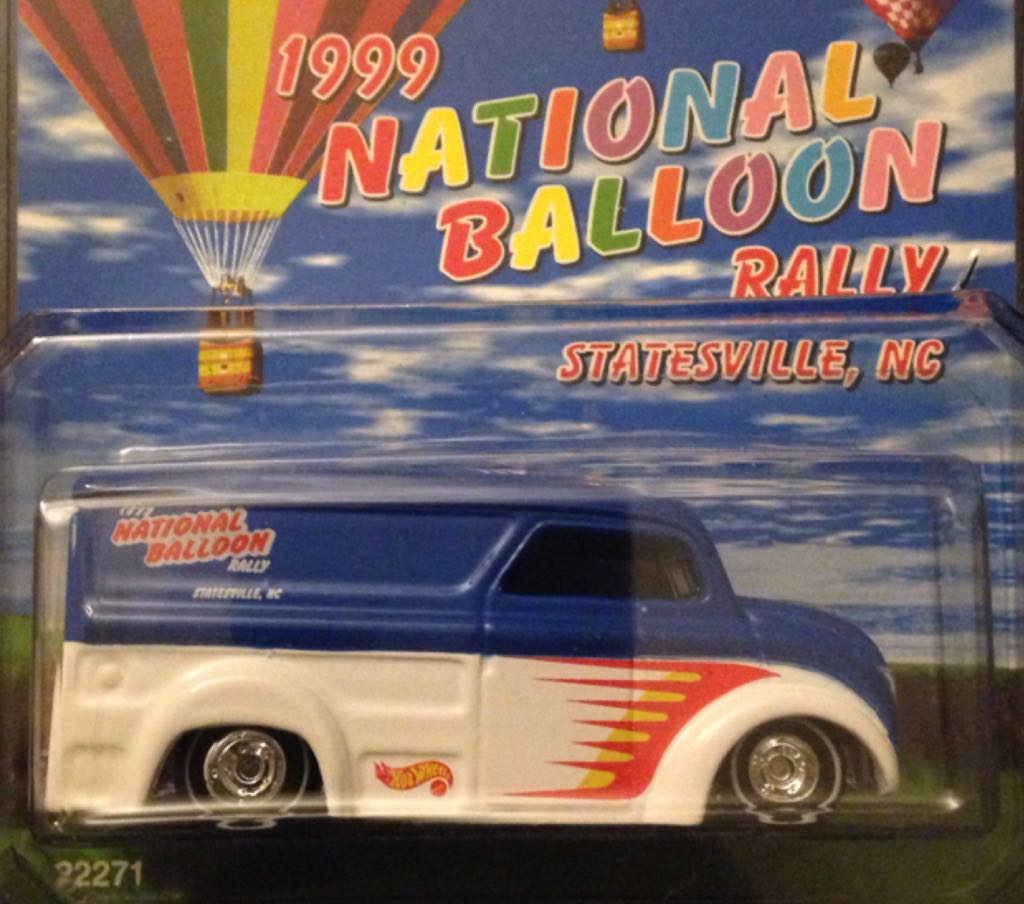 1999
NATIONAL
BALLOON
RALLY
STATESVILLE, NC
NATIONAL
BALLOON
RALLY
STATESVILLE, NC
HOT WHEELS
22271